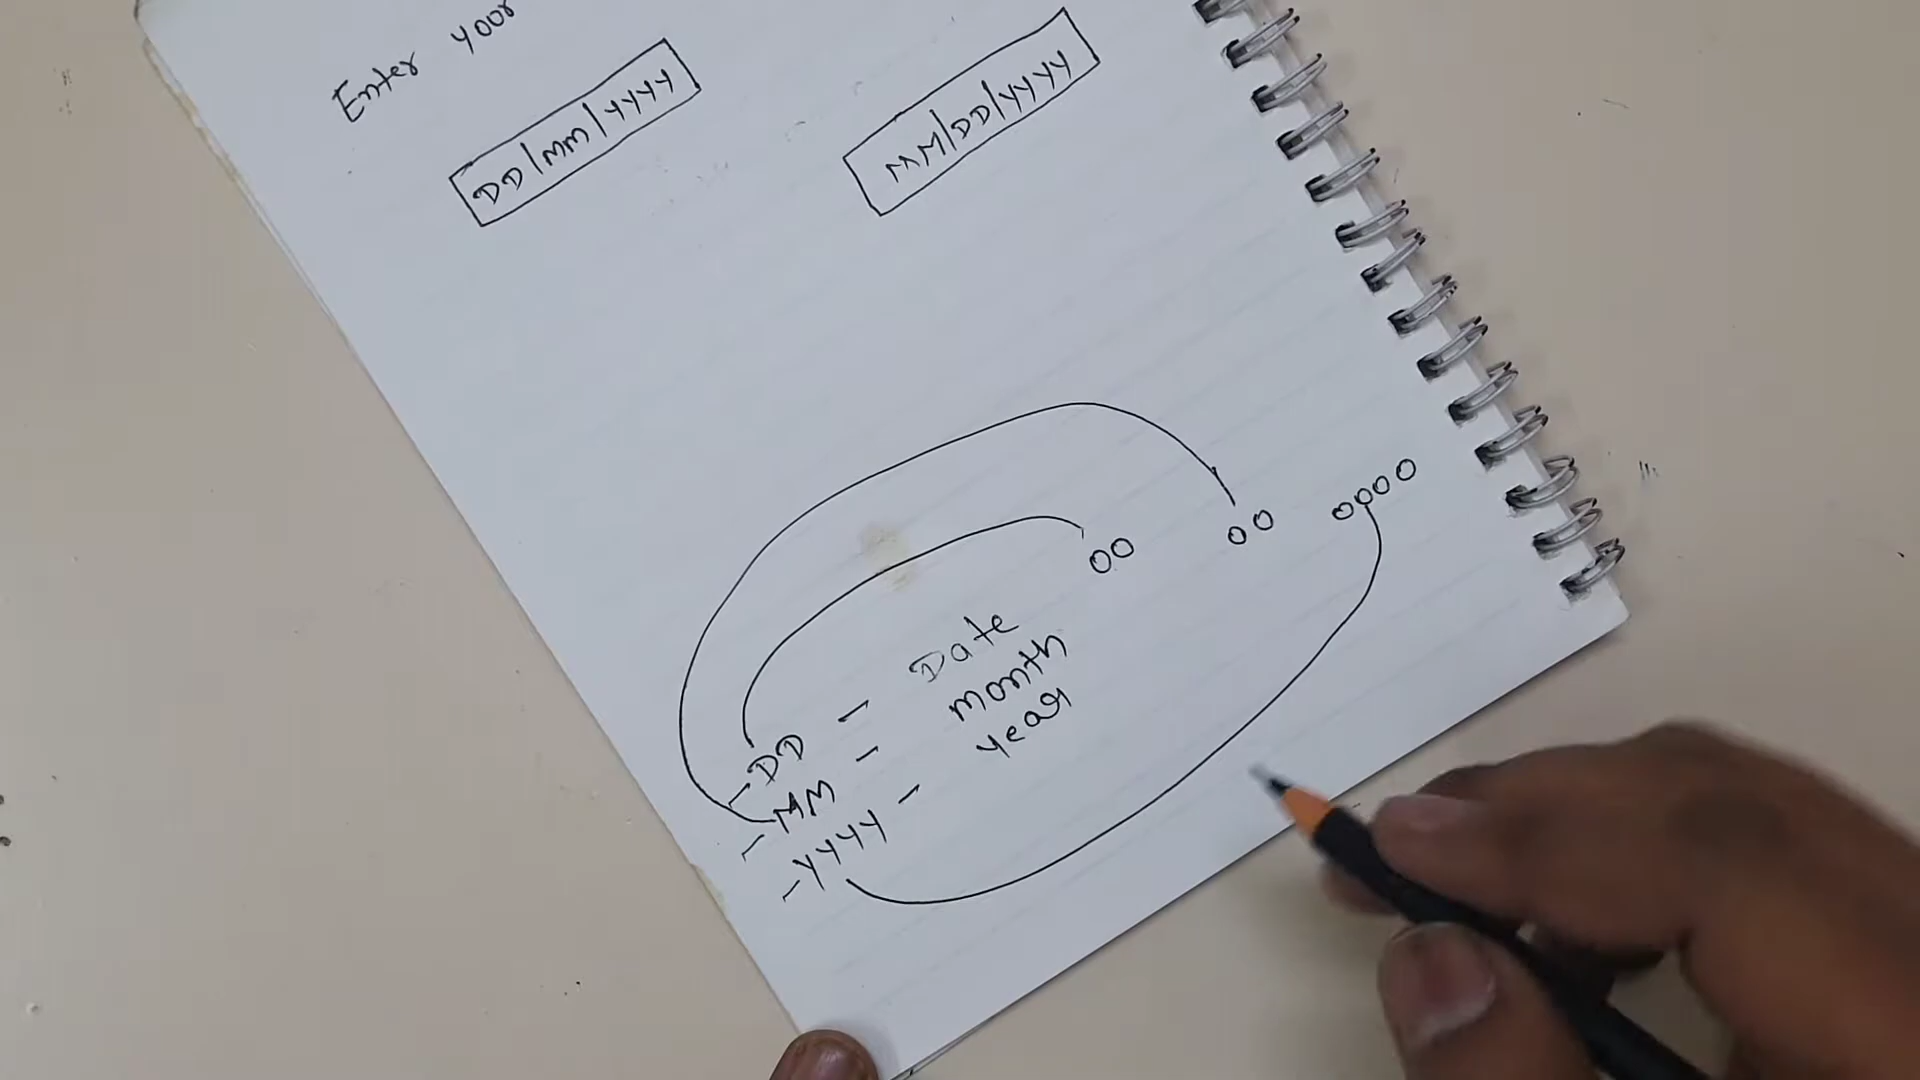 Enter your
DD|MM|YYYY
MM|DD|YYYY
00 00 0000
- DD - Date
- MM - month
- YYYY - year